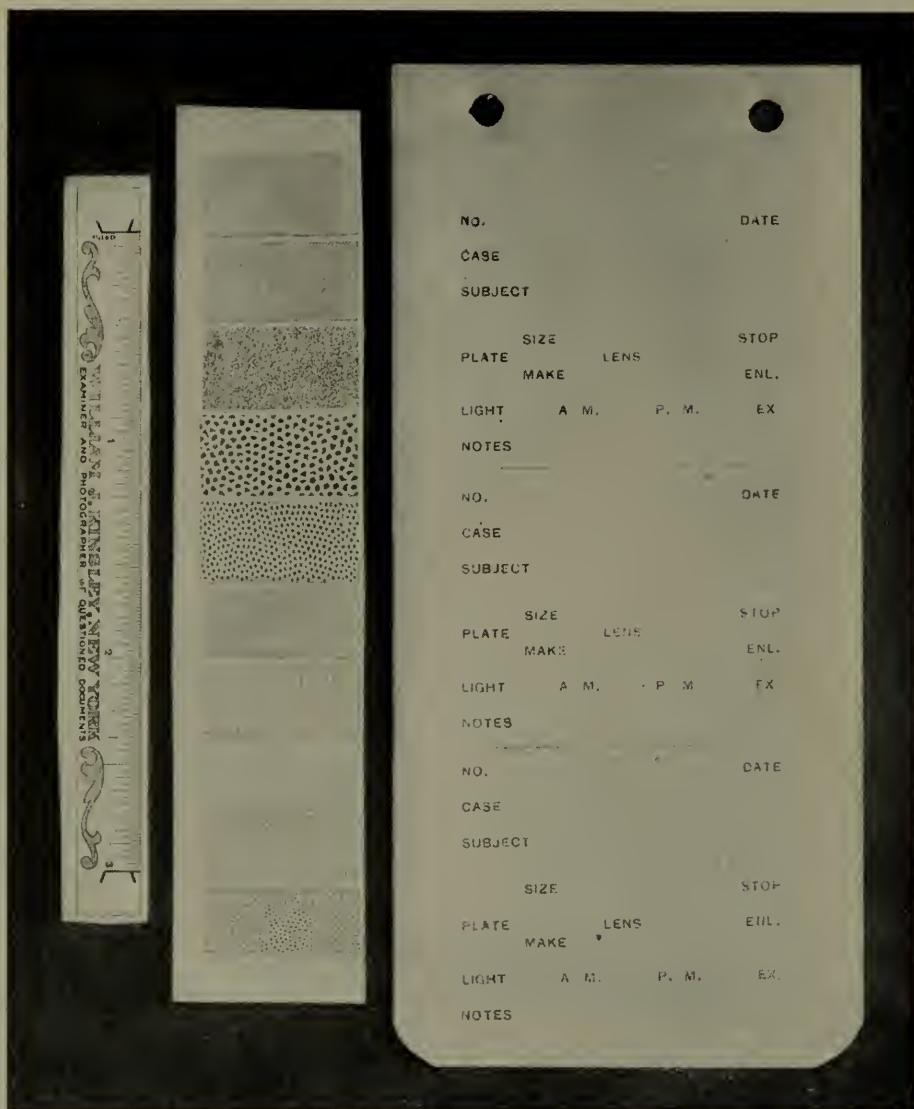 WILLIAM J. KINSLEY, NEW YORK
EXAMINER AND PHOTOGRAPHER of QUESTIONED DOCUMENTS
1
2
3
NO. DATE
CASE
SUBJECT
SIZE STOP
PLATE LENS
MAKE ENL.
LIGHT A M. P. M. EX
NOTES
NO. DATE
CASE
SUBJECT
SIZE STOP
PLATE LENS
MAKE ENL.
LIGHT A M. P M EX
NOTES
NO. DATE
CASE
SUBJECT
SIZE STOP
PLATE LENS ENL.
MAKE
LIGHT A M. P. M. EX.
NOTES